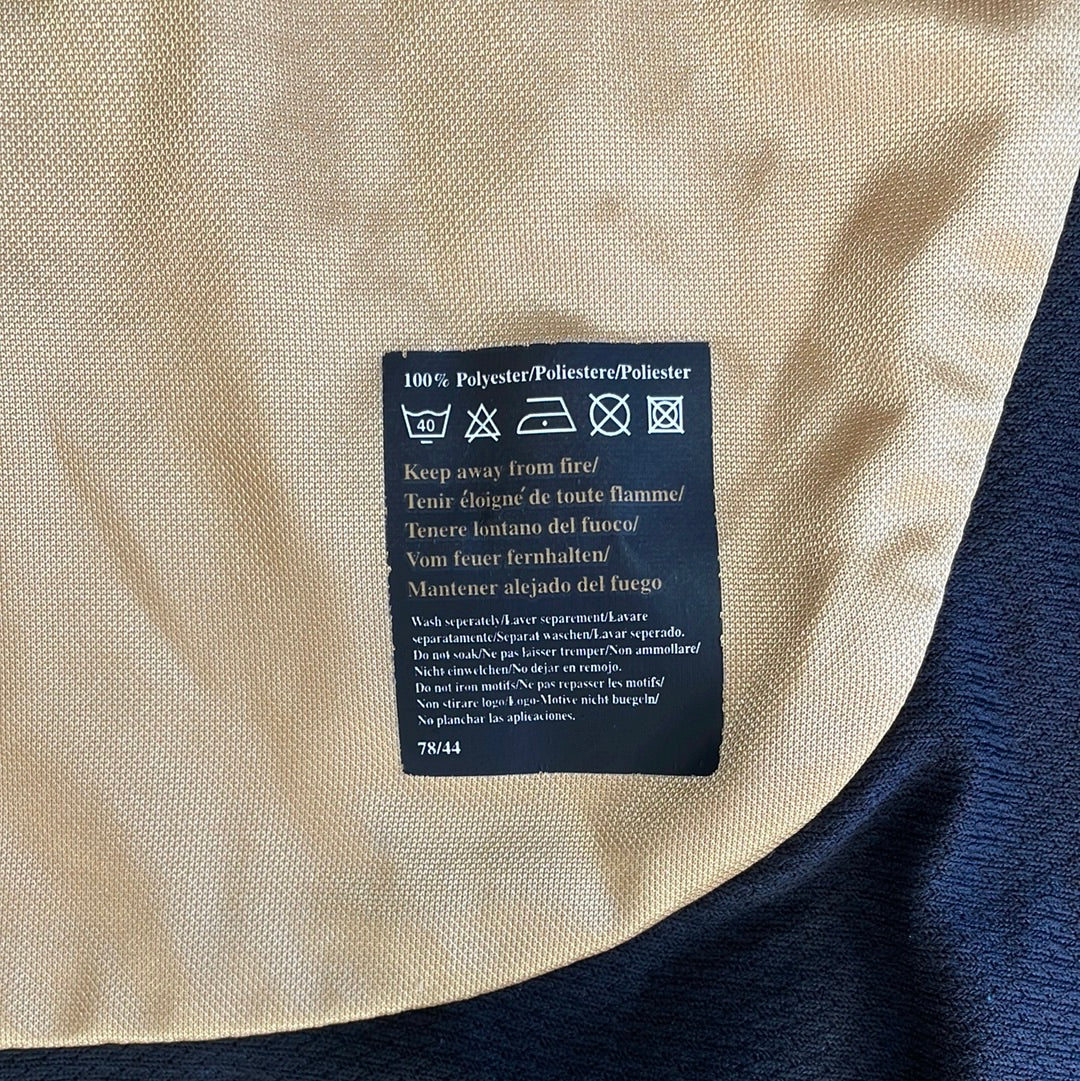 100% Polyester/Poliestere/Poliester
40
Keep away from fire/
Tenir éloigné de toute flamme/
Tenere lontano del fuoco/
Vom feuer fernhalten/
Mantener alejado del fuego
Wash seperately/Laver separement/Lavare
separatamente/Separat waschen/Lavar seperado.
Do not soak/Ne pas laisser tremper/Non ammollare/
Nicht einwelchen/No dejar en remojo.
Do not iron motifs/Ne pas repasser les motifs/
Non stirare logo/Logo-Motive nicht buegeln/
No planchar las aplicaciones.
78/44